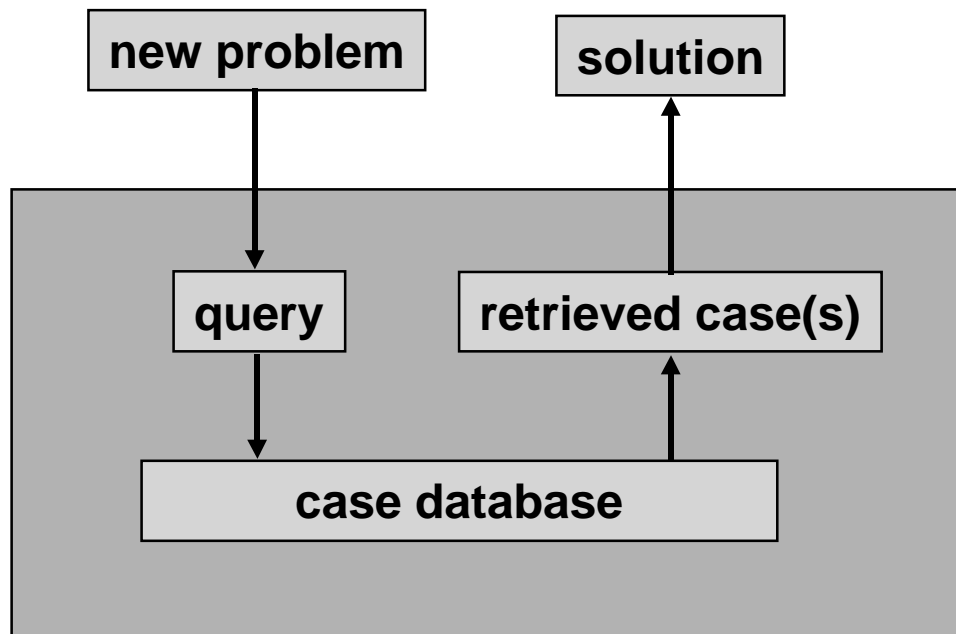 new problem
solution
query
retrieved case(s)
case database